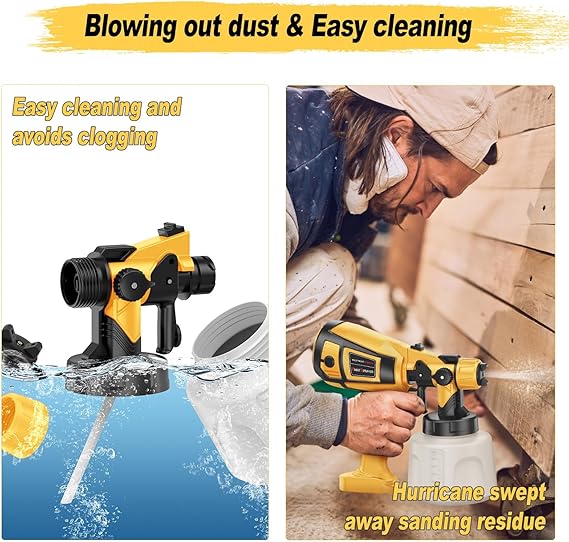 Blowing out dust & Easy cleaning
Easy cleaning and
avoids clogging
Hurricane swept
away sanding residue